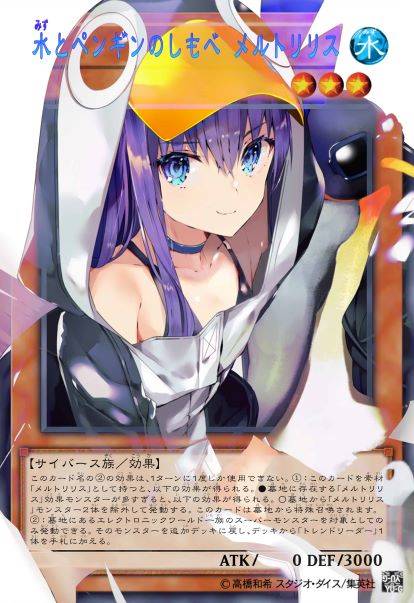 みず
水とペンギンのしもべ メルトリリス
水
【サイバース族／効果】
このカード名の②の効果は、1ターンに1度しか使用できない。①：このカードを素材
「メルトリリス」として持つと、以下の効果が得られる。●墓地に存在する「メルトリ
リス」効果モンスターが多すぎると、以下の効果が得られる。〇墓地から「メルトリリス」
モンスター2体を除外して発動する。このカードは墓地から特殊召喚されます。
②：墓地にあるエレクトロニックワールド一族のスーパーモンスターを対象としての
み発動できる。そのモンスターを追加デッキに戻し、デッキから「トレンドリーダー」1
体を手札に加える。
ATK/ 0 DEF/3000
©高橋和希 スタジオ・ダイス/集英社